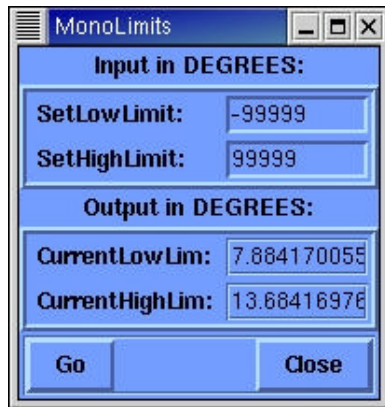 MonoLimits
Input in DEGREES:
SetLowLimit: -99999
SetHighLimit: 99999
Output in DEGREES:
CurrentLowLim: 7.884170055
CurrentHighLim: 13.68416976
Go Close